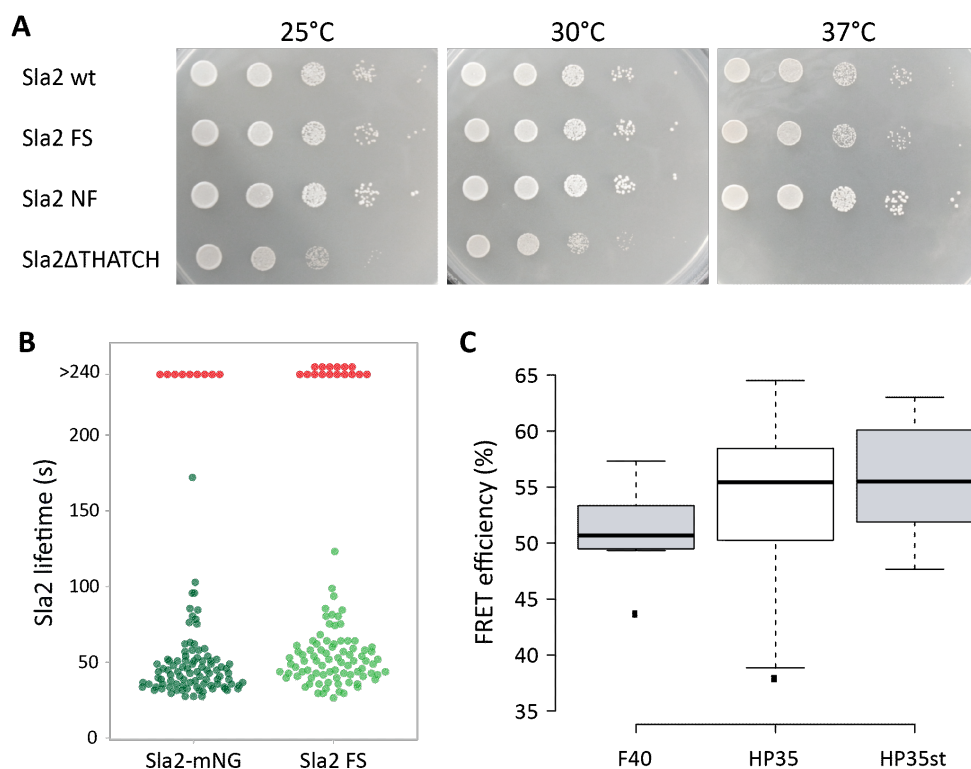 A
25°C
30°C
37°C
Sla2 wt
Sla2 FS
Sla2 NF
Sla2ΔTHATCH
B
Sla2 lifetime (s)
>240
200
150
100
50
0
Sla2-mNG
Sla2 FS
C
FRET efficiency (%)
65
60
55
50
45
40
35
F40
HP35
HP35st